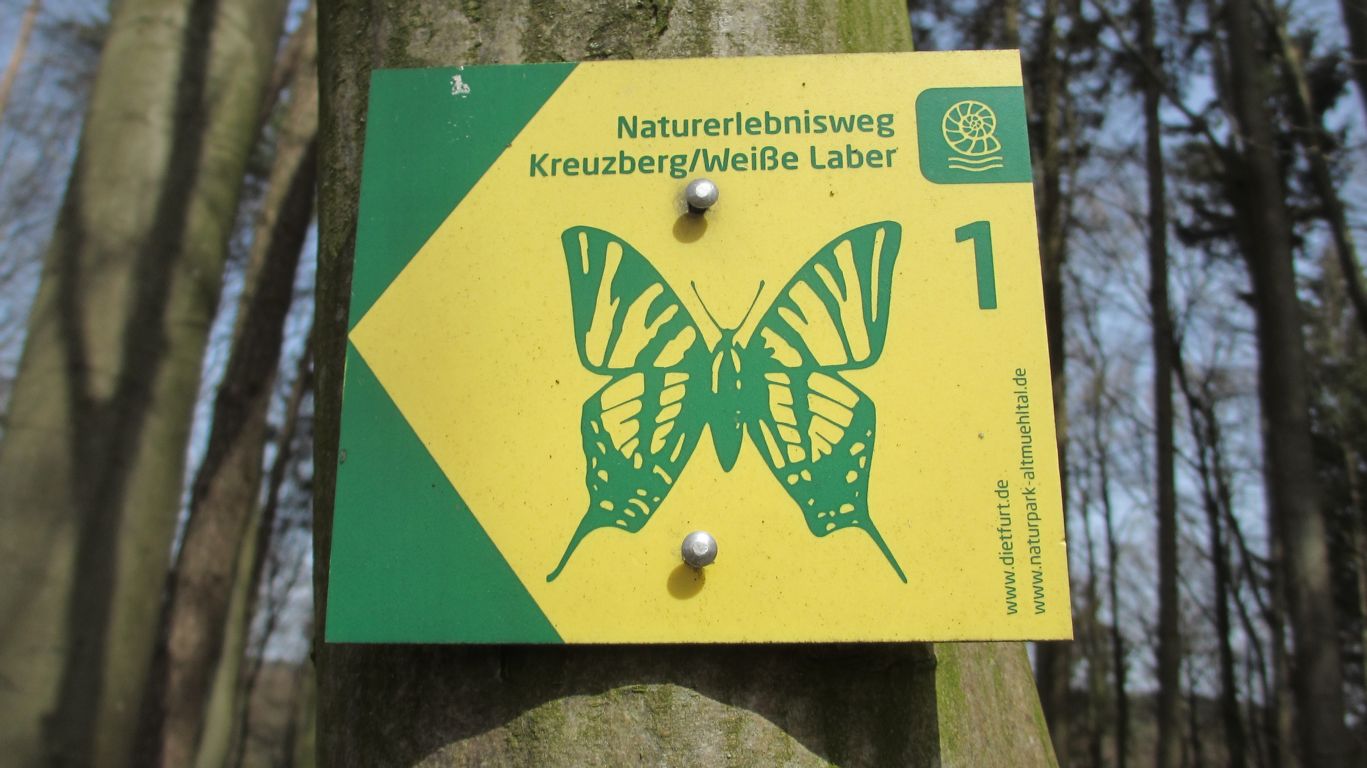 Naturerlebnisweg
Kreuzberg/Weiße Laber
1
www.dietfurt.de
www.naturpark-altmuehltal.de